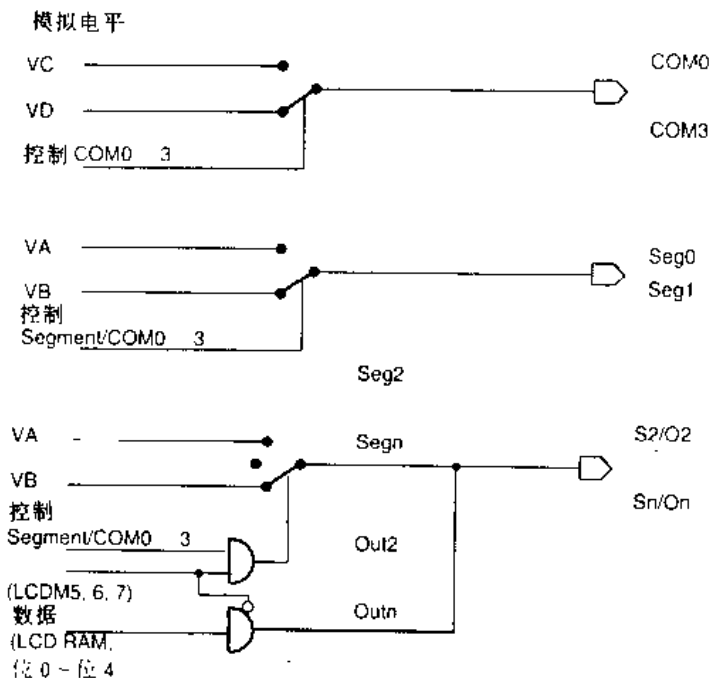 模拟电平
VC
COM0
VD
COM3
控制 COM0 3
VA
Seg0
VB
Seg1
控制
Segment/COM0 3
Seg2
VA
Segn
S2/O2
VB
Sn/On
控制
Segment/COM0 3
Out2
(LCDM5, 6, 7)
数据
Outn
(LCD RAM,
位 0 ~ 位 4